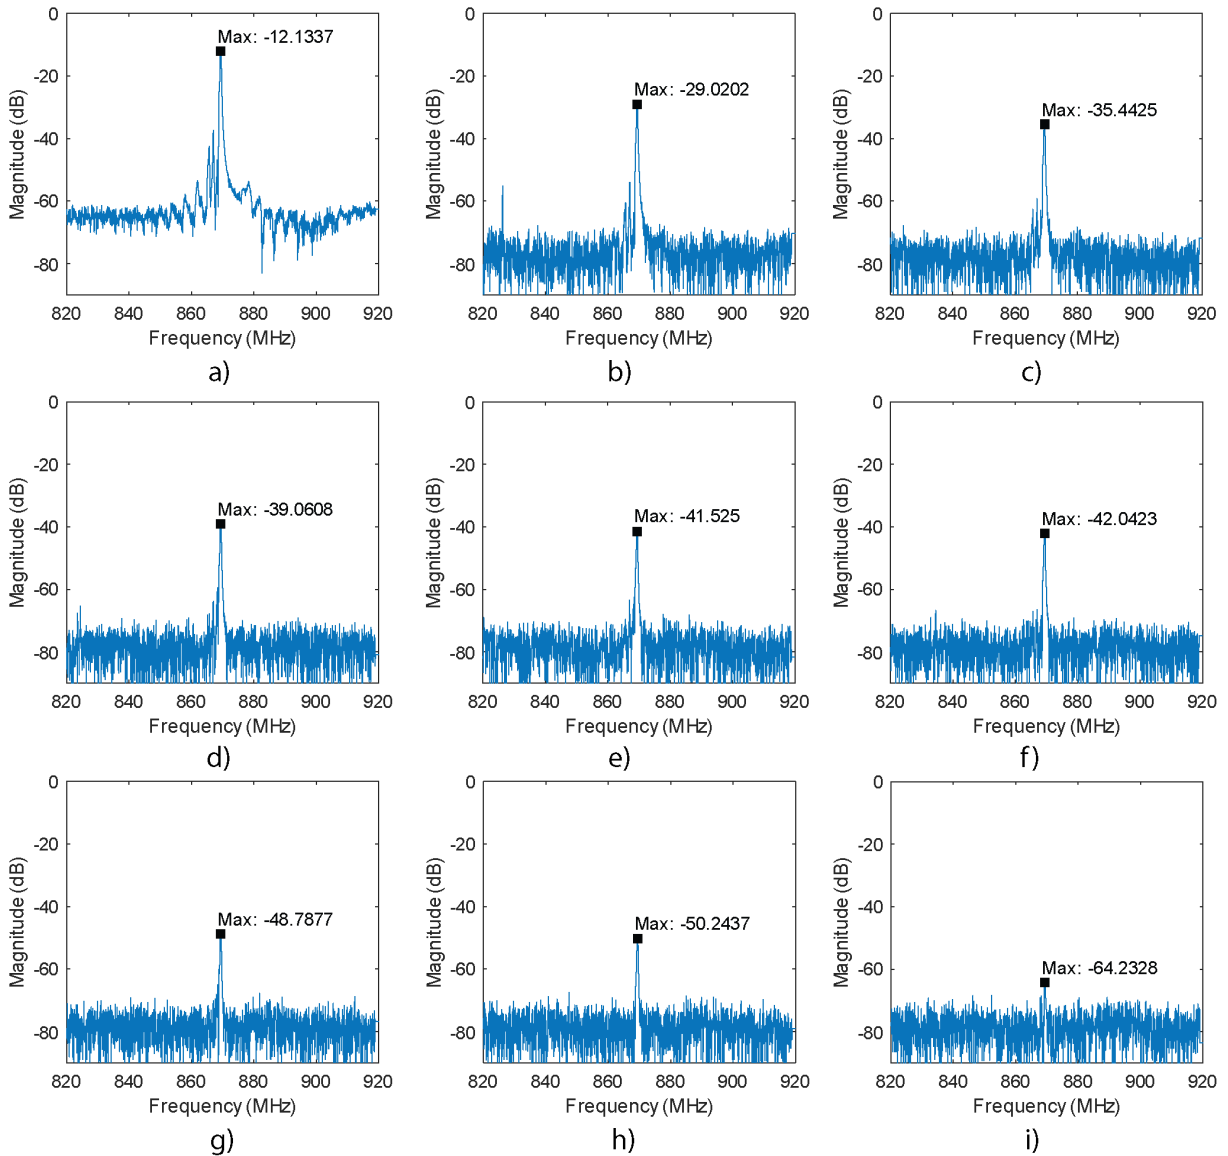 0
-20
-40
-60
-80
Magnitude (dB)
Max: -12.1337
820 840 860 880 900 920
Frequency (MHz)
a)
0
-20
-40
-60
-80
Magnitude (dB)
Max: -29.0202
820 840 860 880 900 920
Frequency (MHz)
b)
0
-20
-40
-60
-80
Magnitude (dB)
Max: -35.4425
820 840 860 880 900 920
Frequency (MHz)
c)
0
-20
-40
-60
-80
Magnitude (dB)
Max: -39.0608
820 840 860 880 900 920
Frequency (MHz)
d)
0
-20
-40
-60
-80
Magnitude (dB)
Max: -41.525
820 840 860 880 900 920
Frequency (MHz)
e)
0
-20
-40
-60
-80
Magnitude (dB)
Max: -42.0423
820 840 860 880 900 920
Frequency (MHz)
f)
0
-20
-40
-60
-80
Magnitude (dB)
Max: -48.7877
820 840 860 880 900 920
Frequency (MHz)
g)
0
-20
-40
-60
-80
Magnitude (dB)
Max: -50.2437
820 840 860 880 900 920
Frequency (MHz)
h)
0
-20
-40
-60
-80
Magnitude (dB)
Max: -64.2328
820 840 860 880 900 920
Frequency (MHz)
i)